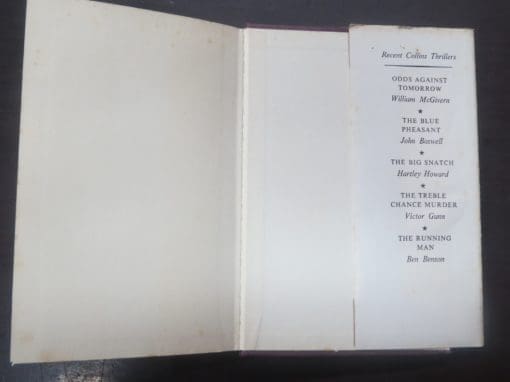 Recent Collins Thrillers
ODDS AGAINST
TOMORROW
William McGivern
★
THE BLUE
PHEASANT
John Boswell
★
THE BIG SNATCH
Hartley Howard
★
THE TREBLE
CHANCE MURDER
Victor Gunn
★
THE RUNNING
MAN
Ben Benson